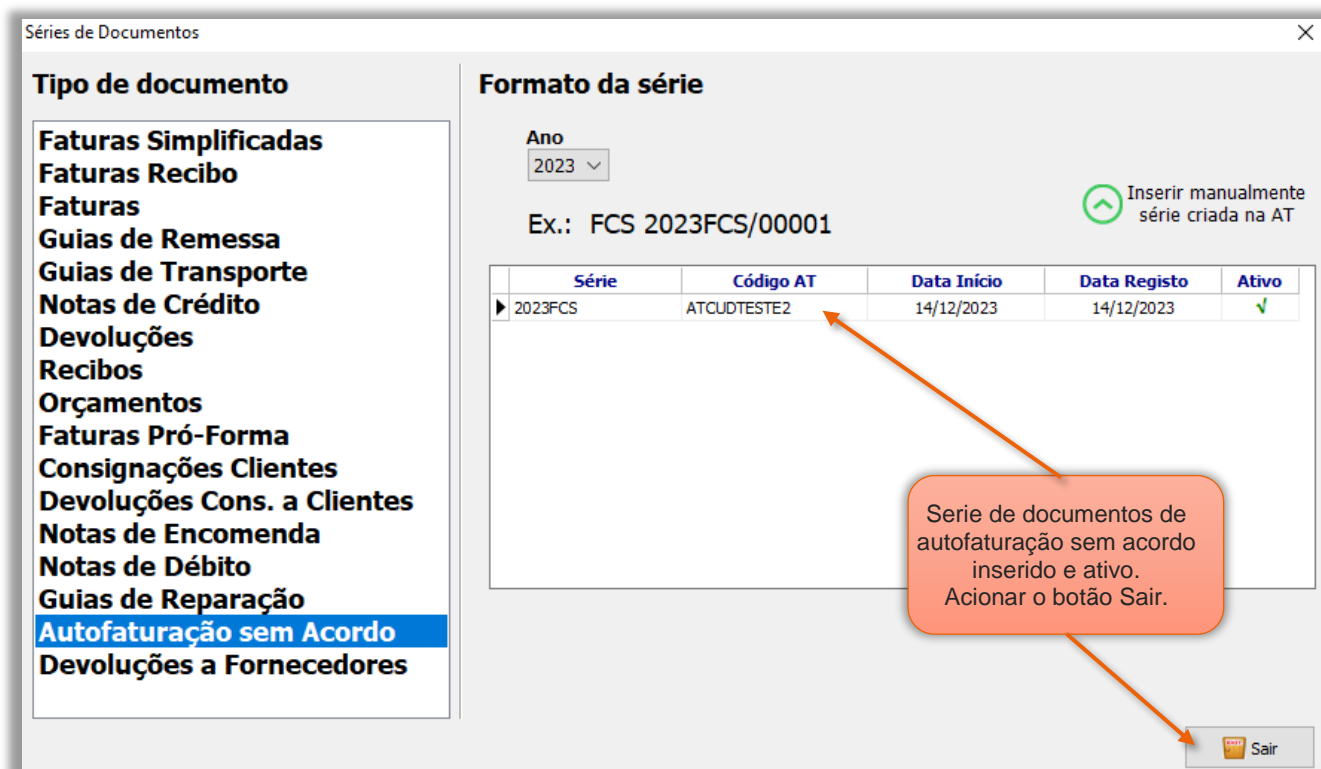 Séries de Documentos
Tipo de documento
Faturas Simplificadas
Faturas Recibo
Faturas
Guias de Remessa
Guias de Transporte
Notas de Crédito
Devoluções
Recibos
Orçamentos
Faturas Pró-Forma
Consignações Clientes
Devoluções Cons. a Clientes
Notas de Encomenda
Notas de Débito
Guias de Reparação
Autofaturação sem Acordo
Devoluções a Fornecedores
Formato da série
Ano
2023
Inserir manualmente
série criada na AT
Ex.: FCS 2023FCS/00001
Série Código AT Data Início Data Registo Ativo
2023FCS ATCUDTESTE2 14/12/2023 14/12/2023 √
Serie de documentos de
autofaturação sem acordo
inserido e ativo.
Acionar o botão Sair.
Sair